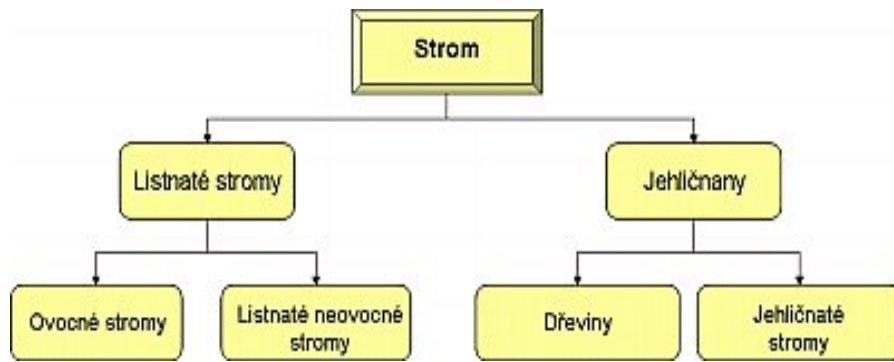 Strom
Listnaté stromy
Jehličnany
Ovocné stromy
Listnaté neovocné
stromy
Dřeviny
Jehličnaté
stromy